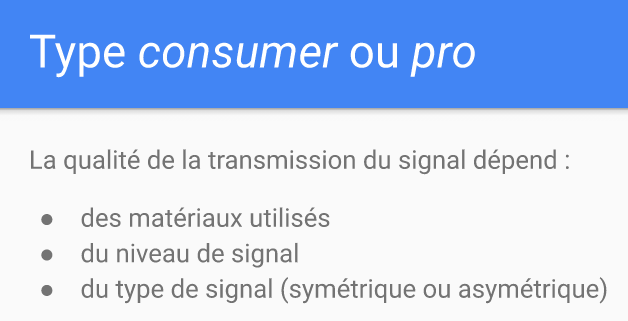 Type consumer ou pro
La qualité de la transmission du signal dépend :
● des matériaux utilisés
● du niveau de signal
● du type de signal (symétrique ou asymétrique)